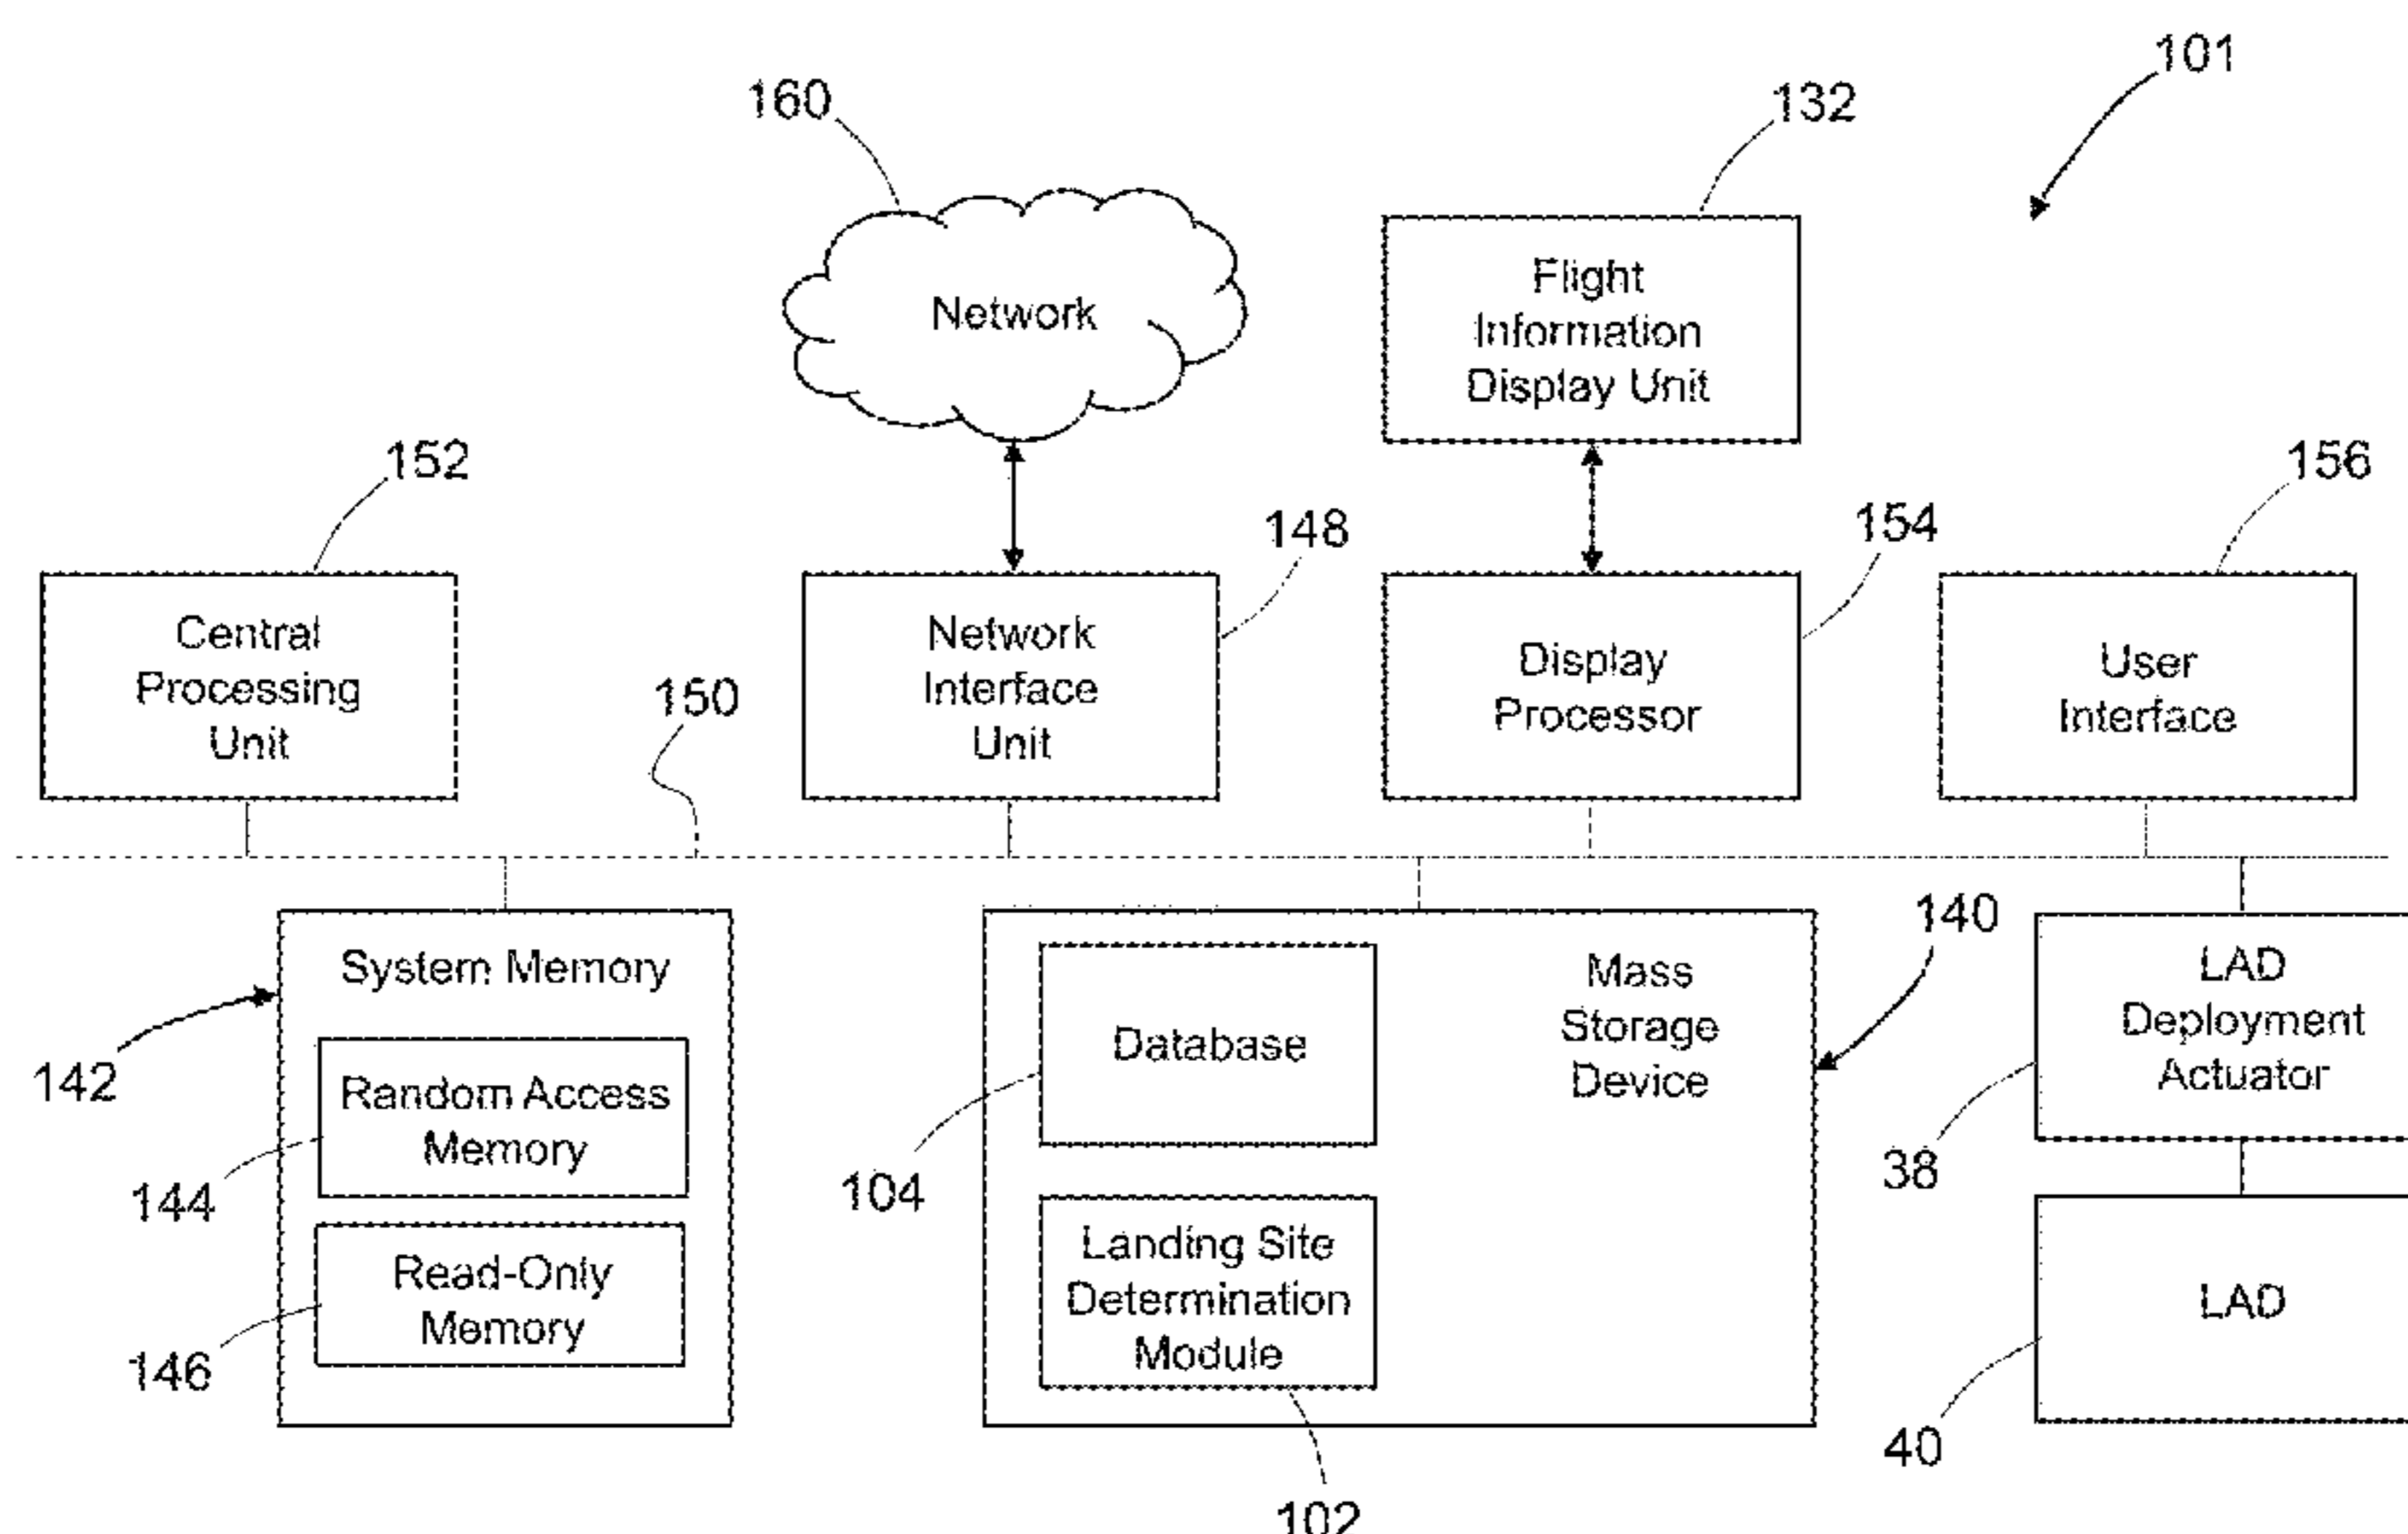 101
160
132
Network
Flight
Information
Display Unit
152
156
148
154
Central
Processing
Unit
Network
Interface
Unit
Display
Processor
User
Interface
150
System Memory
142
Random Access
Memory
144
Read-Only
Memory
146
Database
104
Mass
Storage
Device
140
Landing Site
Determination
Module
102
LAD
Deployment
Actuator
38
LAD
40